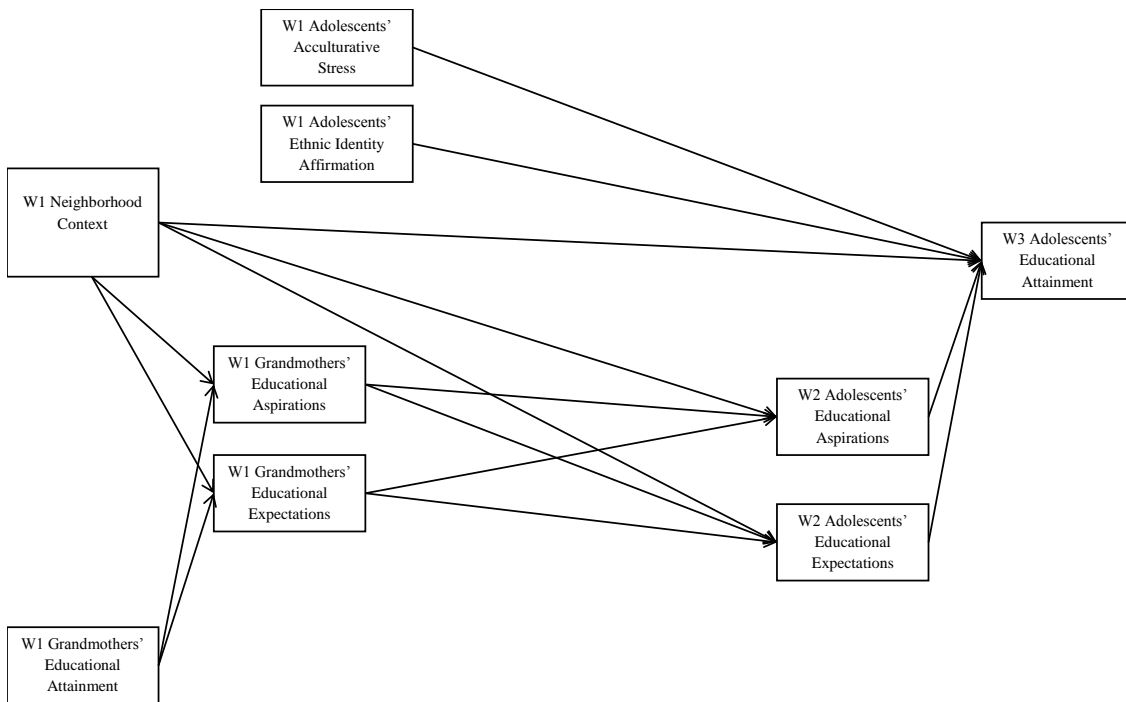 W1 Adolescents’
Acculturative
Stress
W1 Adolescents’
Ethnic Identity
Affirmation
W1 Neighborhood
Context
W3 Adolescents’
Educational
Attainment
W1 Grandmothers’
Educational
Aspirations
W2 Adolescents’
Educational
Aspirations
W1 Grandmothers’
Educational
Expectations
W2 Adolescents’
Educational
Expectations
W1 Grandmothers’
Educational
Attainment